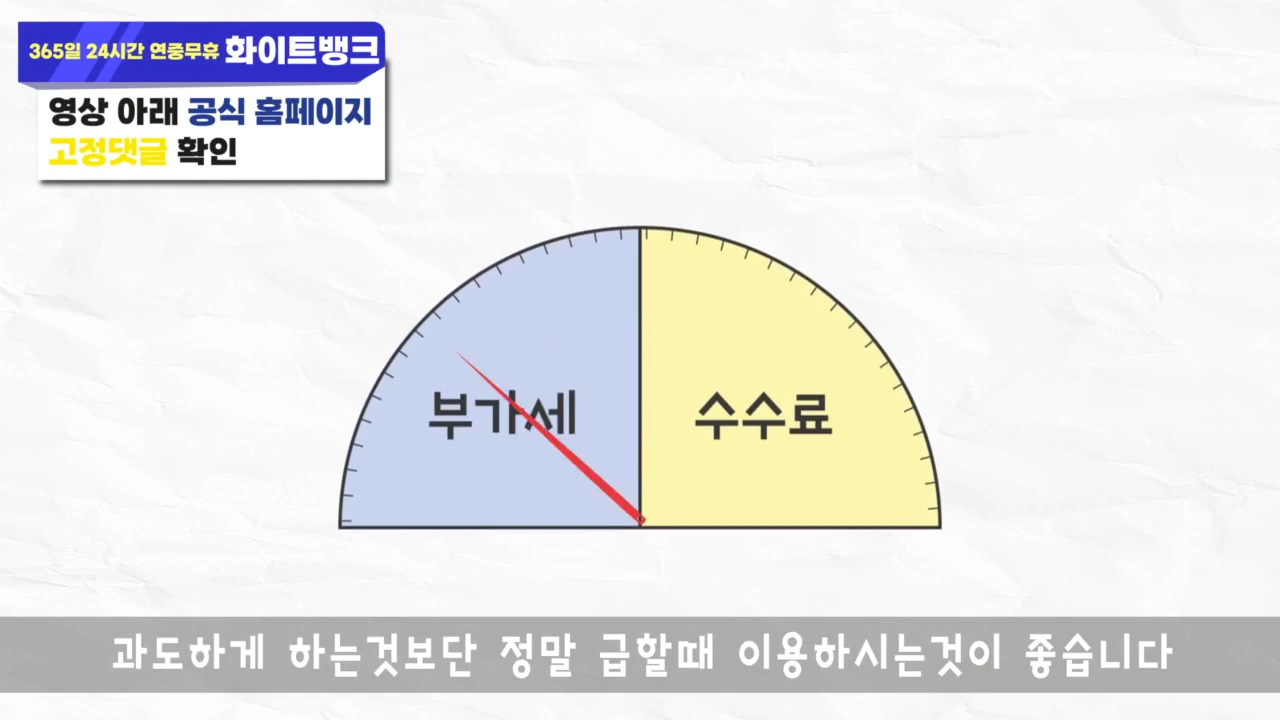 365일 24시간 연중무휴 화이트뱅크
영상 아래 공식 홈페이지
고정댓글 확인
부가세
수수료
과도하게 하는것보단 정말 급할때 이용하시는것이 좋습니다